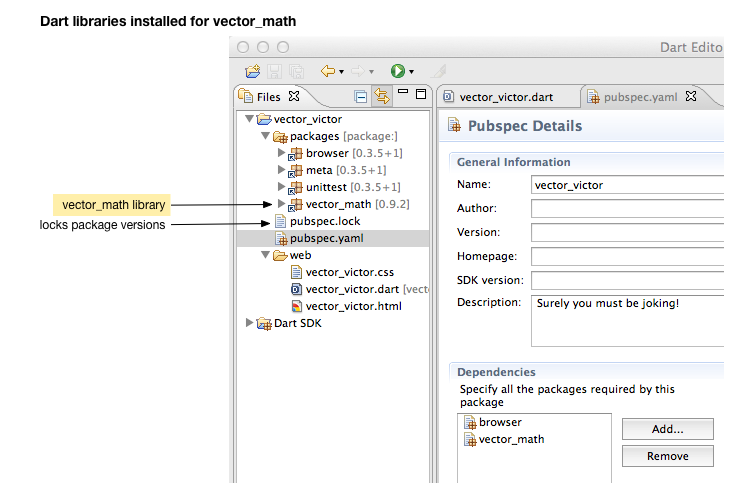 Dart libraries installed for vector_math
Dart Edito
Files
vector_victor.dart
pubspec.yaml
vector_victor
packages [package:]
browser [0.3.5+1]
meta [0.3.5+1]
unittest [0.3.5+1]
vector_math [0.9.2]
pubspec.lock
pubspec.yaml
web
vector_victor.css
vector_victor.dart [vect
vector_victor.html
Dart SDK
vector_math library
locks package versions
Pubspec Details
General Information
Name: vector_victor
Author:
Version:
Homepage:
SDK version:
Description: Surely you must be joking!
Dependencies
Specify all the packages required by this
package
browser
vector_math
Add...
Remove